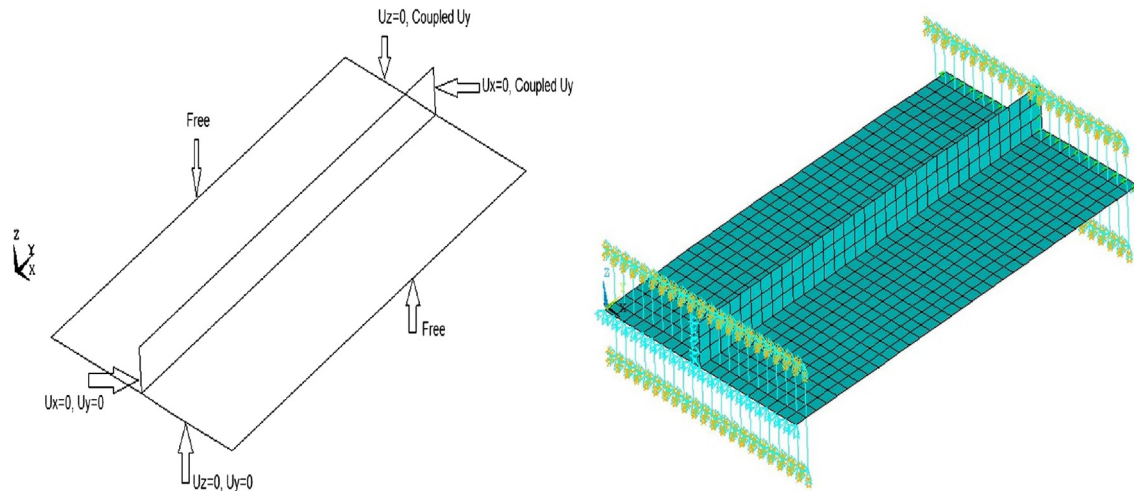 Uz=0, Coupled Uy
Ux=0, Coupled Uy
Free
Z
Y
X
Free
Ux=0, Uy=0
Uz=0, Uy=0
Z